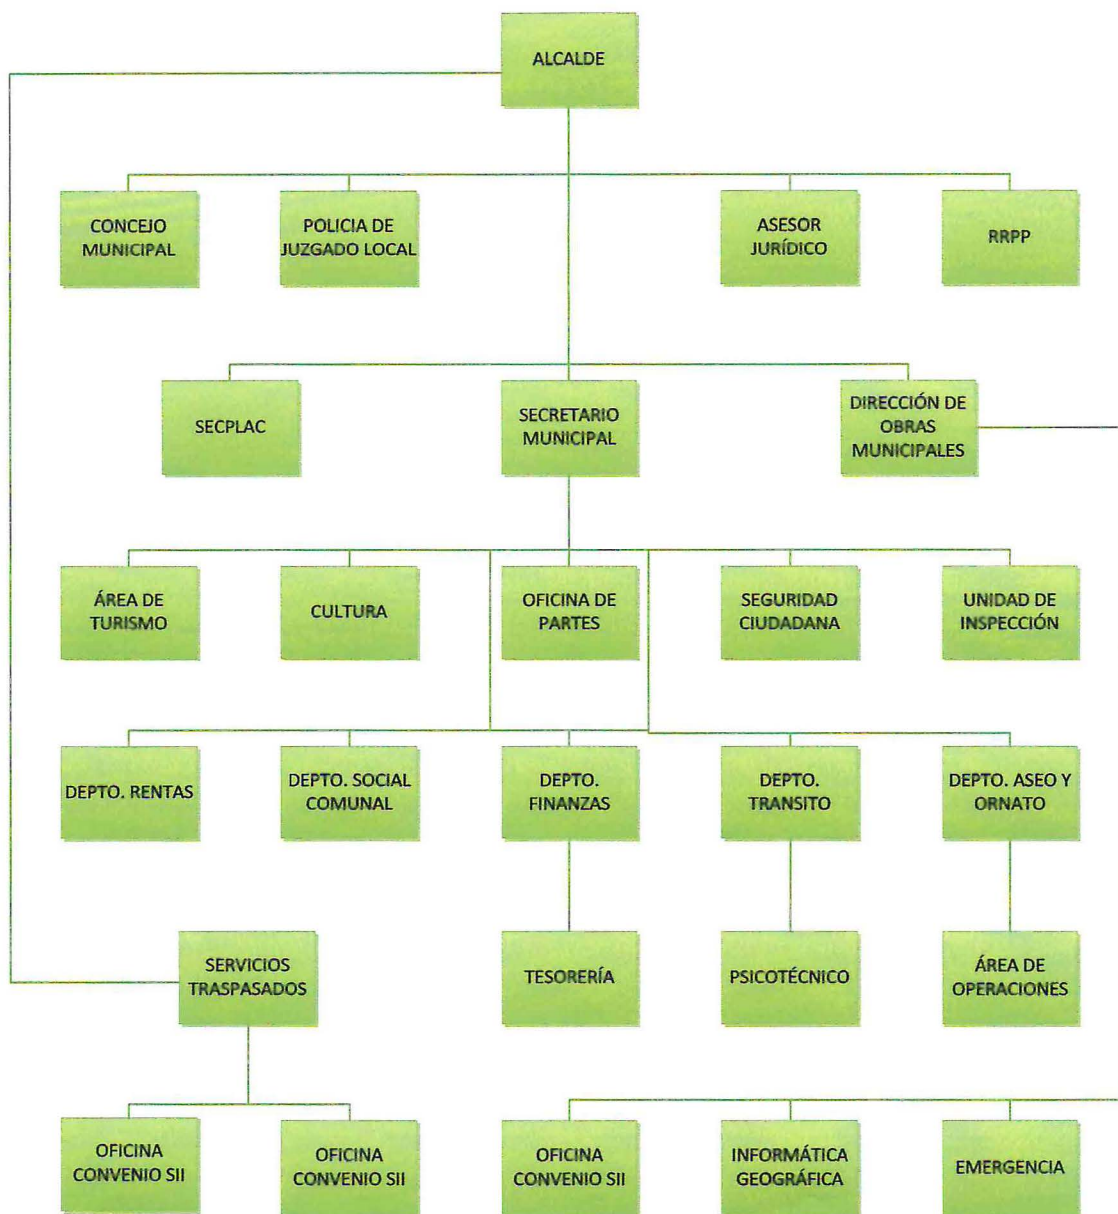 ALCALDE
CONCEJO
MUNICIPAL
POLICIA DE
JUZGADO LOCAL
ASESOR
JURÍDICO
RRPP
SECPLAC
SECRETARIO
MUNICIPAL
DIRECCIÓN DE
OBRAS
MUNICIPALES
ÁREA DE
TURISMO
CULTURA
OFICINA DE
PARTES
SEGURIDAD
CIUDADANA
UNIDAD DE
INSPECCIÓN
DEPTO. RENTAS
DEPTO. SOCIAL
COMUNAL
DEPTO.
FINANZAS
DEPTO.
TRANSITO
DEPTO. ASEO Y
ORNATO
SERVICIOS
TRASPASADOS
TESORERÍA
PSICOTÉCNICO
ÁREA DE
OPERACIONES
OFICINA
CONVENIO SII
OFICINA
CONVENIO SII
OFICINA
CONVENIO SII
INFORMÁTICA
GEOGRÁFICA
EMERGENCIA